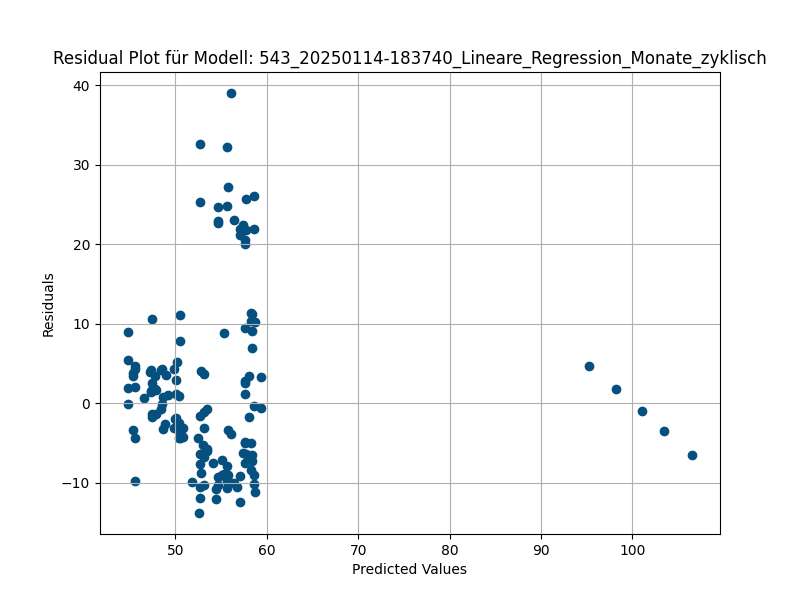 Residual Plot für Modell: 543_20250114-183740_Lineare_Regression_Monate_zyklisch
40
30
20
10
0
−10
Residuals
50 60 70 80 90 100
Predicted Values